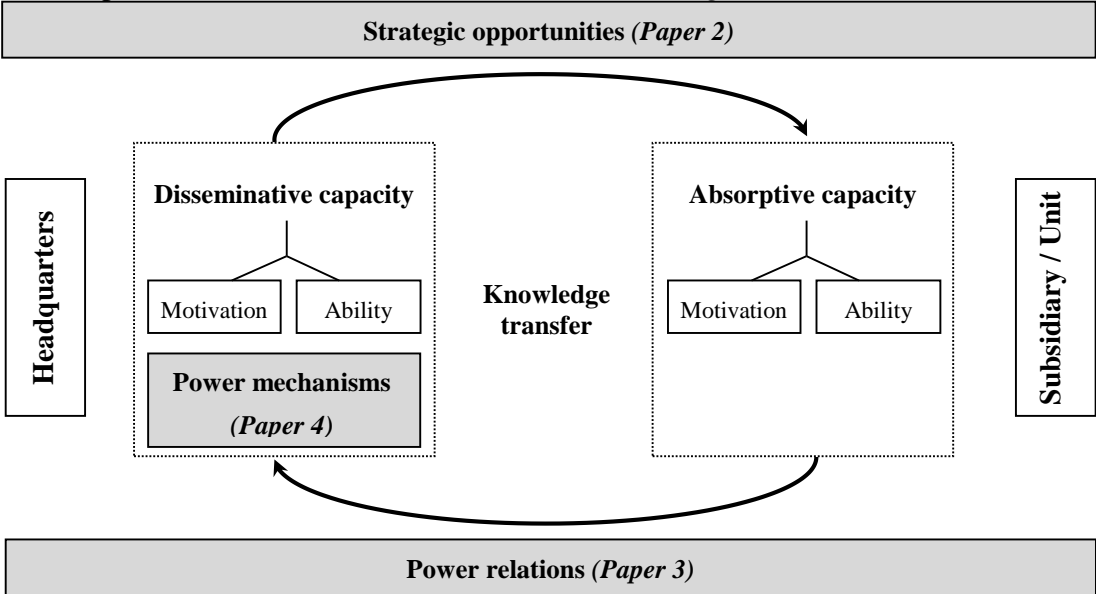 Strategic opportunities (Paper 2)
Headquarters
Disseminative capacity
Motivation
Ability
Power mechanisms
(Paper 4)
Knowledge
transfer
Absorptive capacity
Motivation
Ability
Subsidiary / Unit
Power relations (Paper 3)